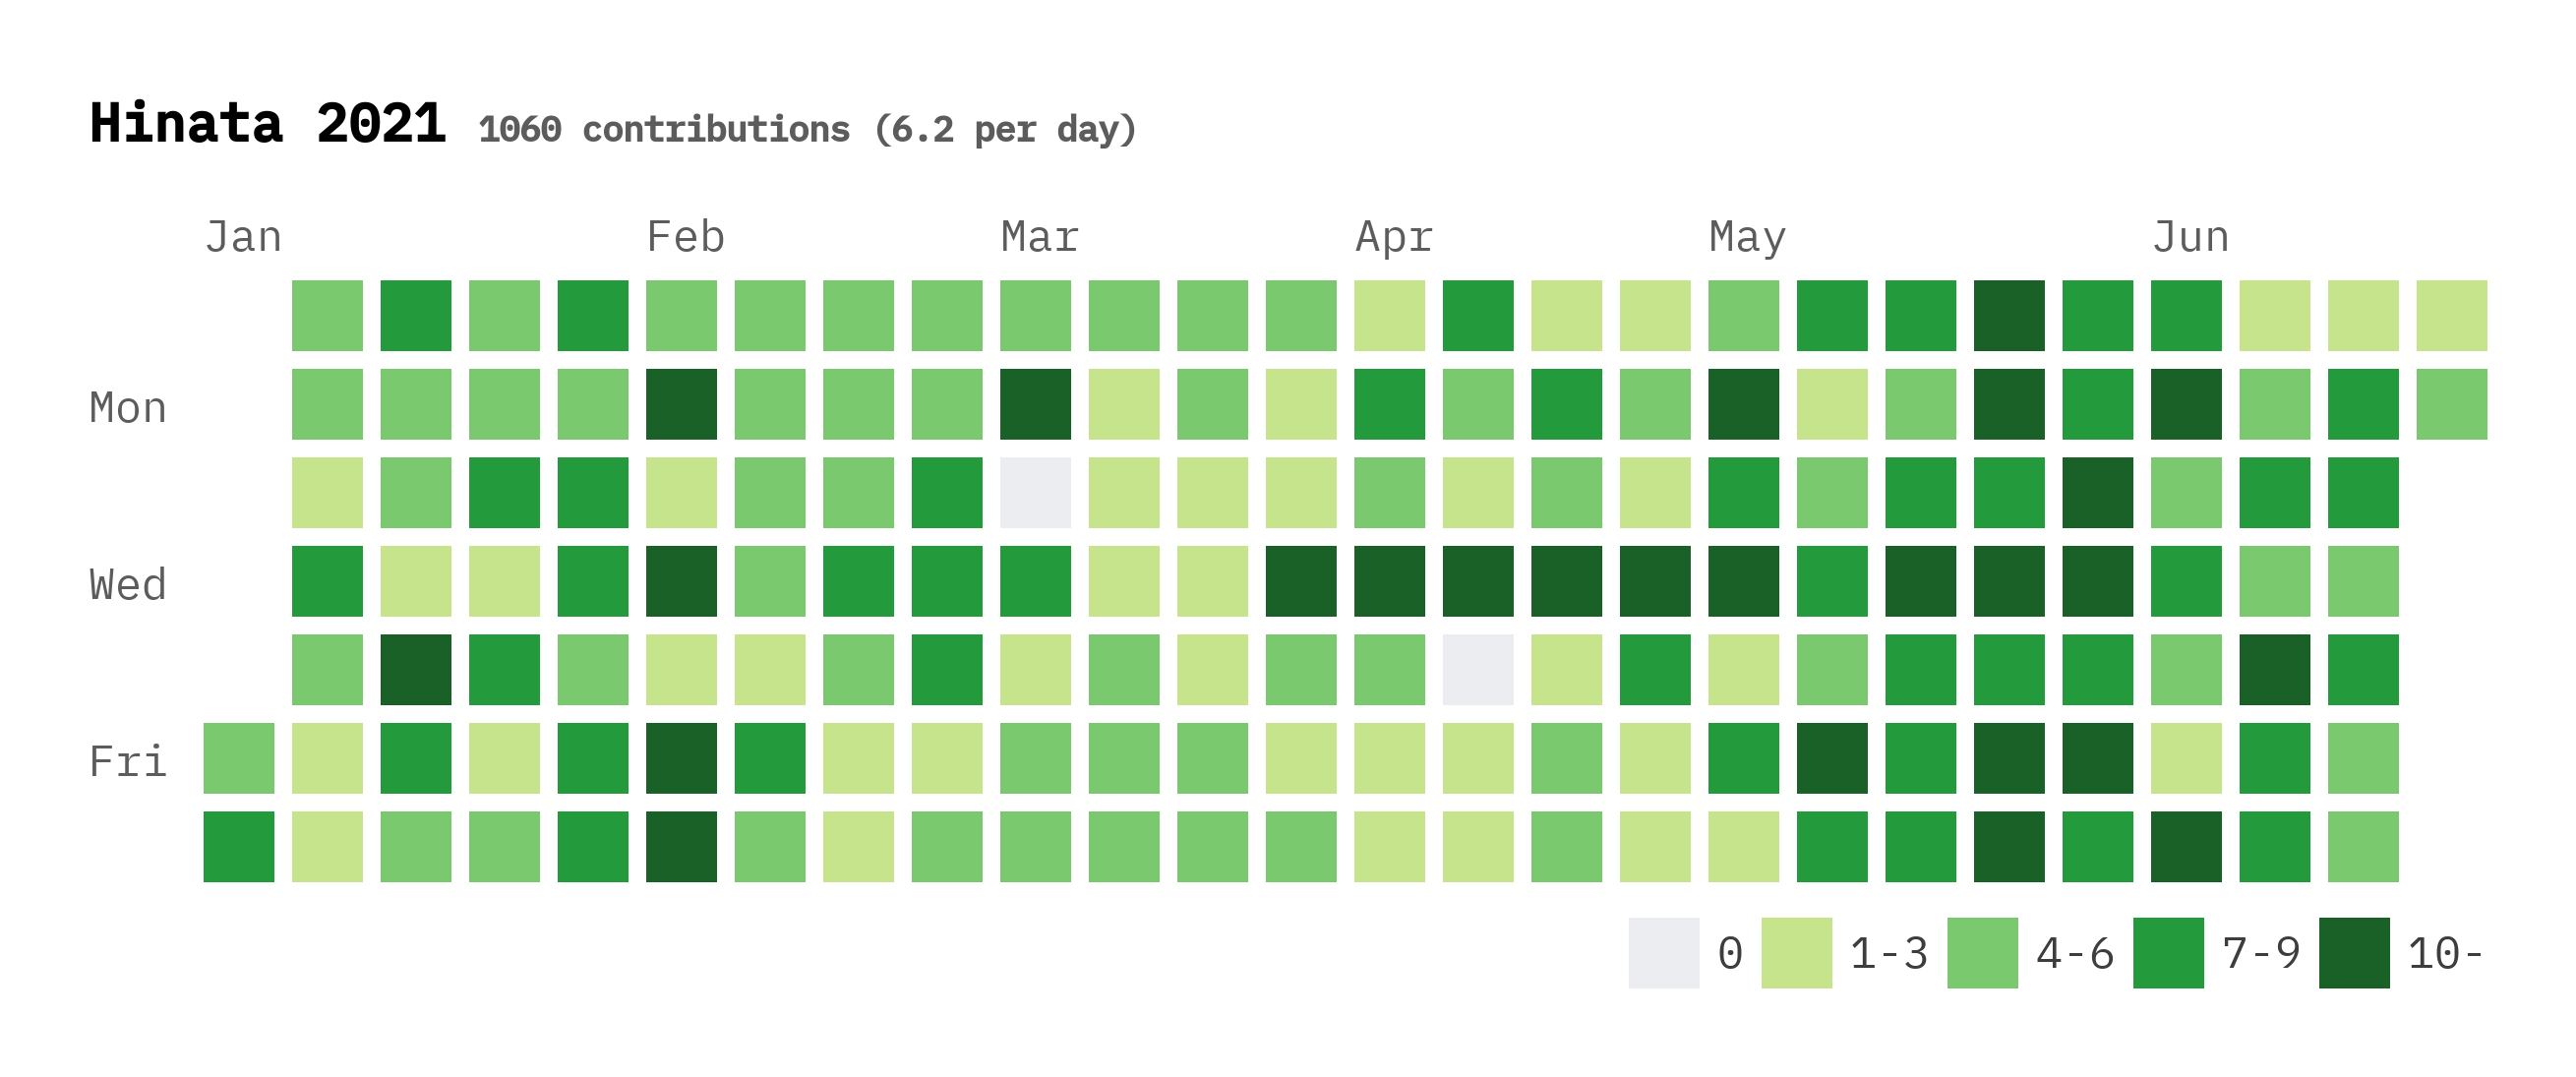 Hinata 2021 1060 contributions (6.2 per day)
Jan Feb Mar Apr May Jun
Mon
Wed
Fri
0 1-3 4-6 7-9 10-